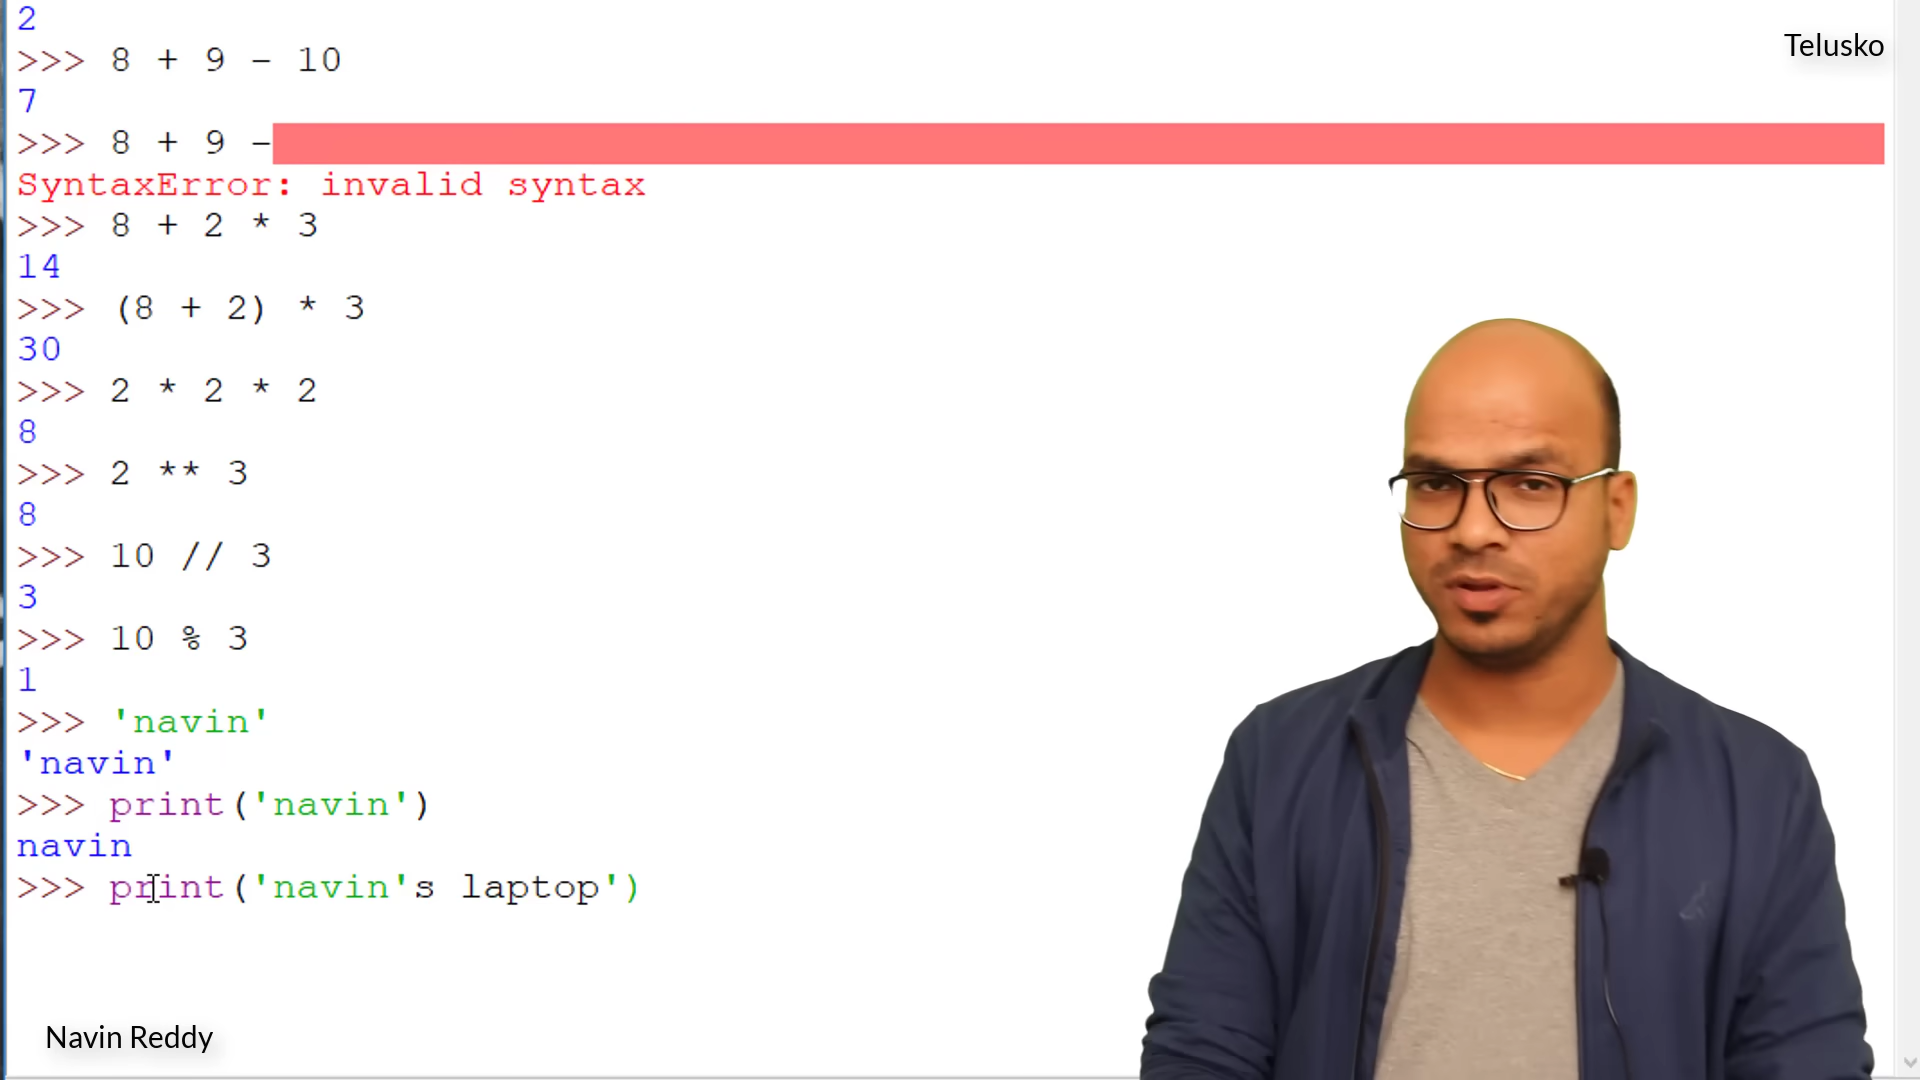 2
Telusko
>>> 8 + 9 - 10
7
>>> 8 + 9 -
SyntaxError: invalid syntax
>>> 8 + 2 * 3
14
>>> (8 + 2) * 3
30
>>> 2 * 2 * 2
8
>>> 2 ** 3
8
>>> 10 // 3
3
>>> 10 % 3
1
>>> 'navin'
'navin'
>>> print('navin')
navin
>>> print('navin's laptop')
Navin Reddy